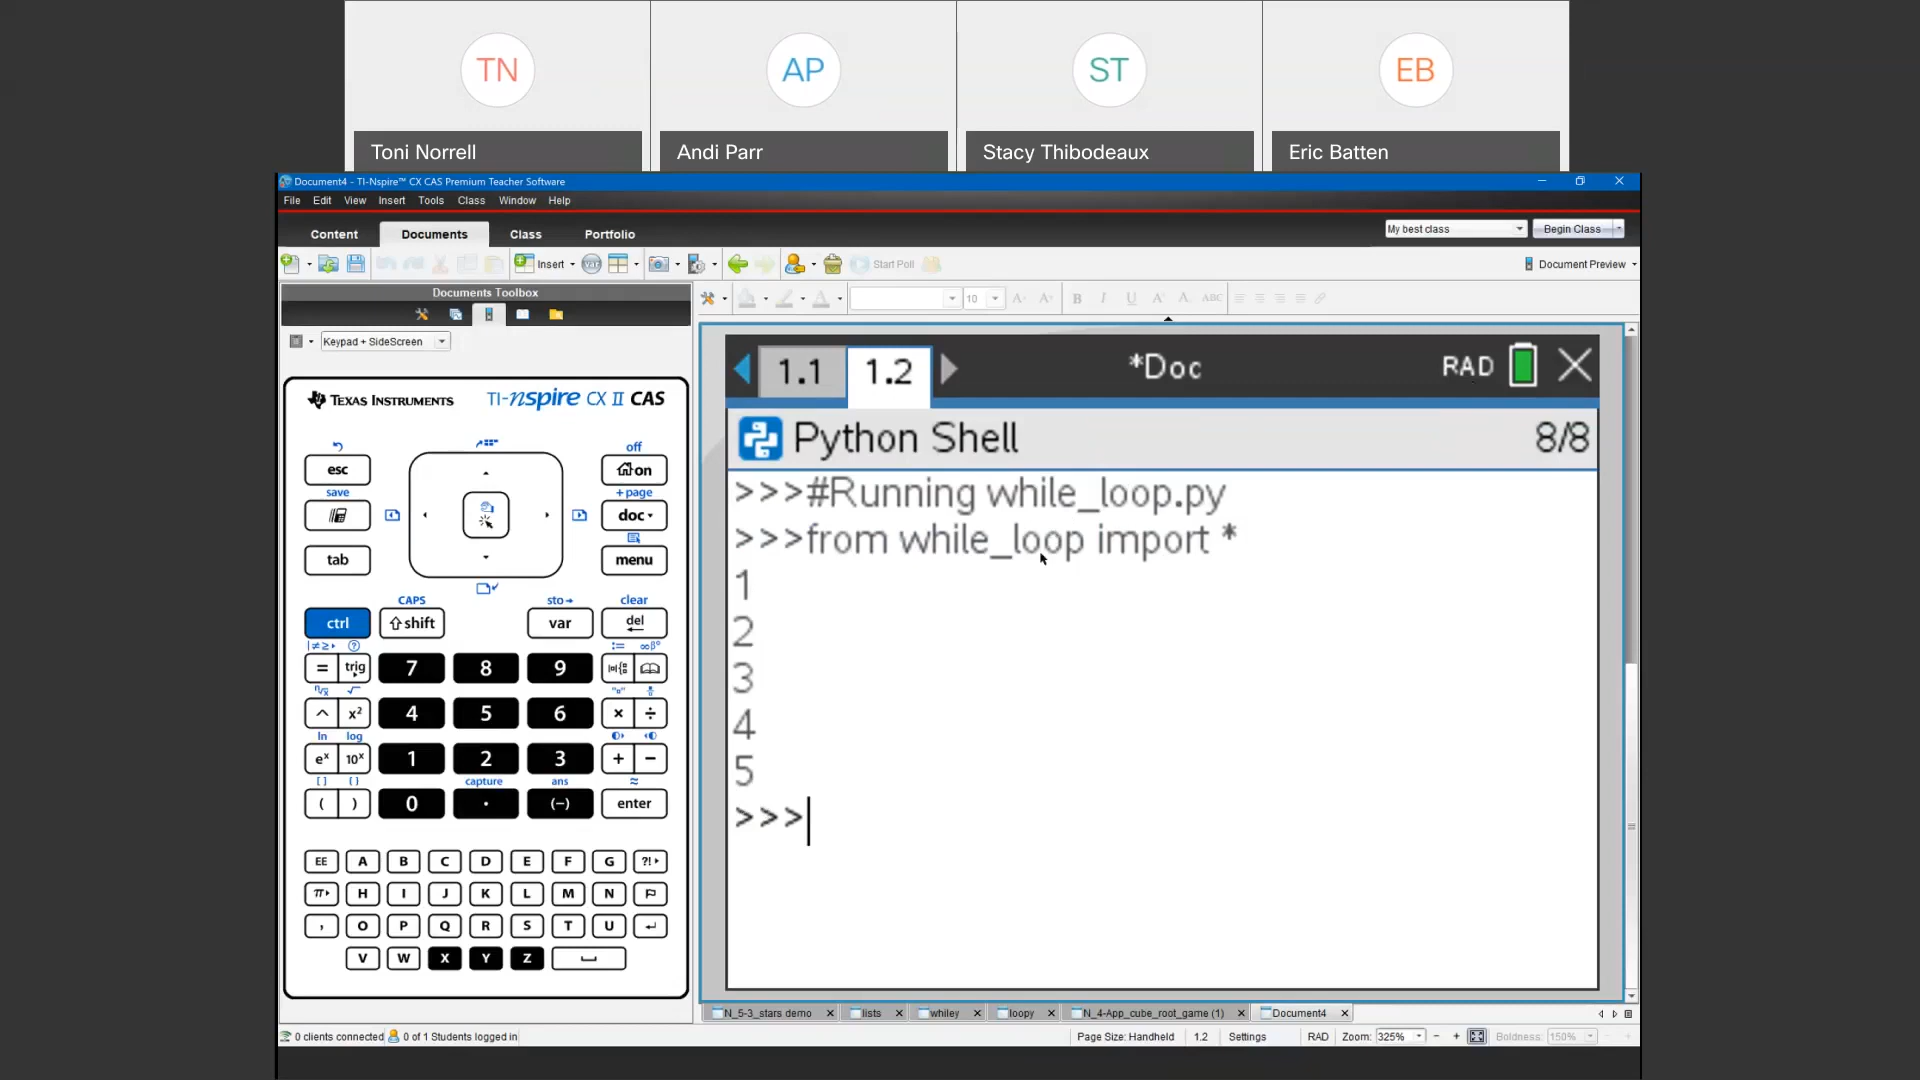 TN
AP
ST
EB
Toni Norrell
Andi Parr
Stacy Thibodeaux
Eric Batten
Document4 - TI-Nspire™ CX CAS Premium Teacher Software
File Edit View Insert Tools Class Window Help
Content Documents Class Portfolio
My best class
Begin Class
Insert
Start Poll
Document Preview
Documents Toolbox
10
B I U
ABC
Keypad + SideScreen
TEXAS INSTRUMENTS TI-nspire CX II CAS
off
esc on
save + page
doc
tab menu
CAPS sto→ clear
ctrl shift var del
= trig 7 8 9
^ x² 4 5 6 × ÷
ln log
eˣ 10ˣ 1 2 3 + −
[ ] { } capture ans ≈
( ) 0 . (−) enter
EE A B C D E F G ?!▸
π▸ H I J K L M N
, O P Q R S T U
V W X Y Z
1.1 1.2 *Doc RAD
Python Shell 8/8
>>>#Running while_loop.py
>>>from while_loop import *
1
2
3
4
5
>>>
N_5-3_stars demo lists whiley loopy N_4-App_cube_root_game (1) Document4
0 clients connected 0 of 1 Students logged in
Page Size: Handheld 1.2 Settings RAD Zoom: 325% − + Boldness: 150%